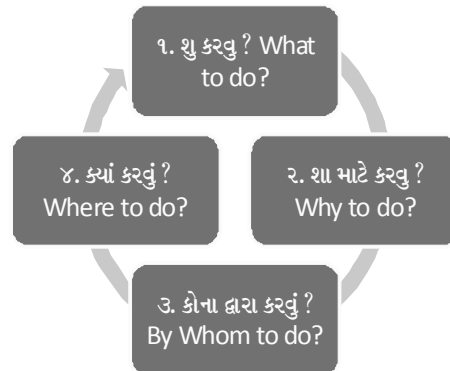 ૧. શુ કરવુ ? What
to do?
૨. શા માટે કરવુ ?
Why to do?
૩. કોના દ્વારા કરવું ?
By Whom to do?
૪. ક્યાં કરવું ?
Where to do?